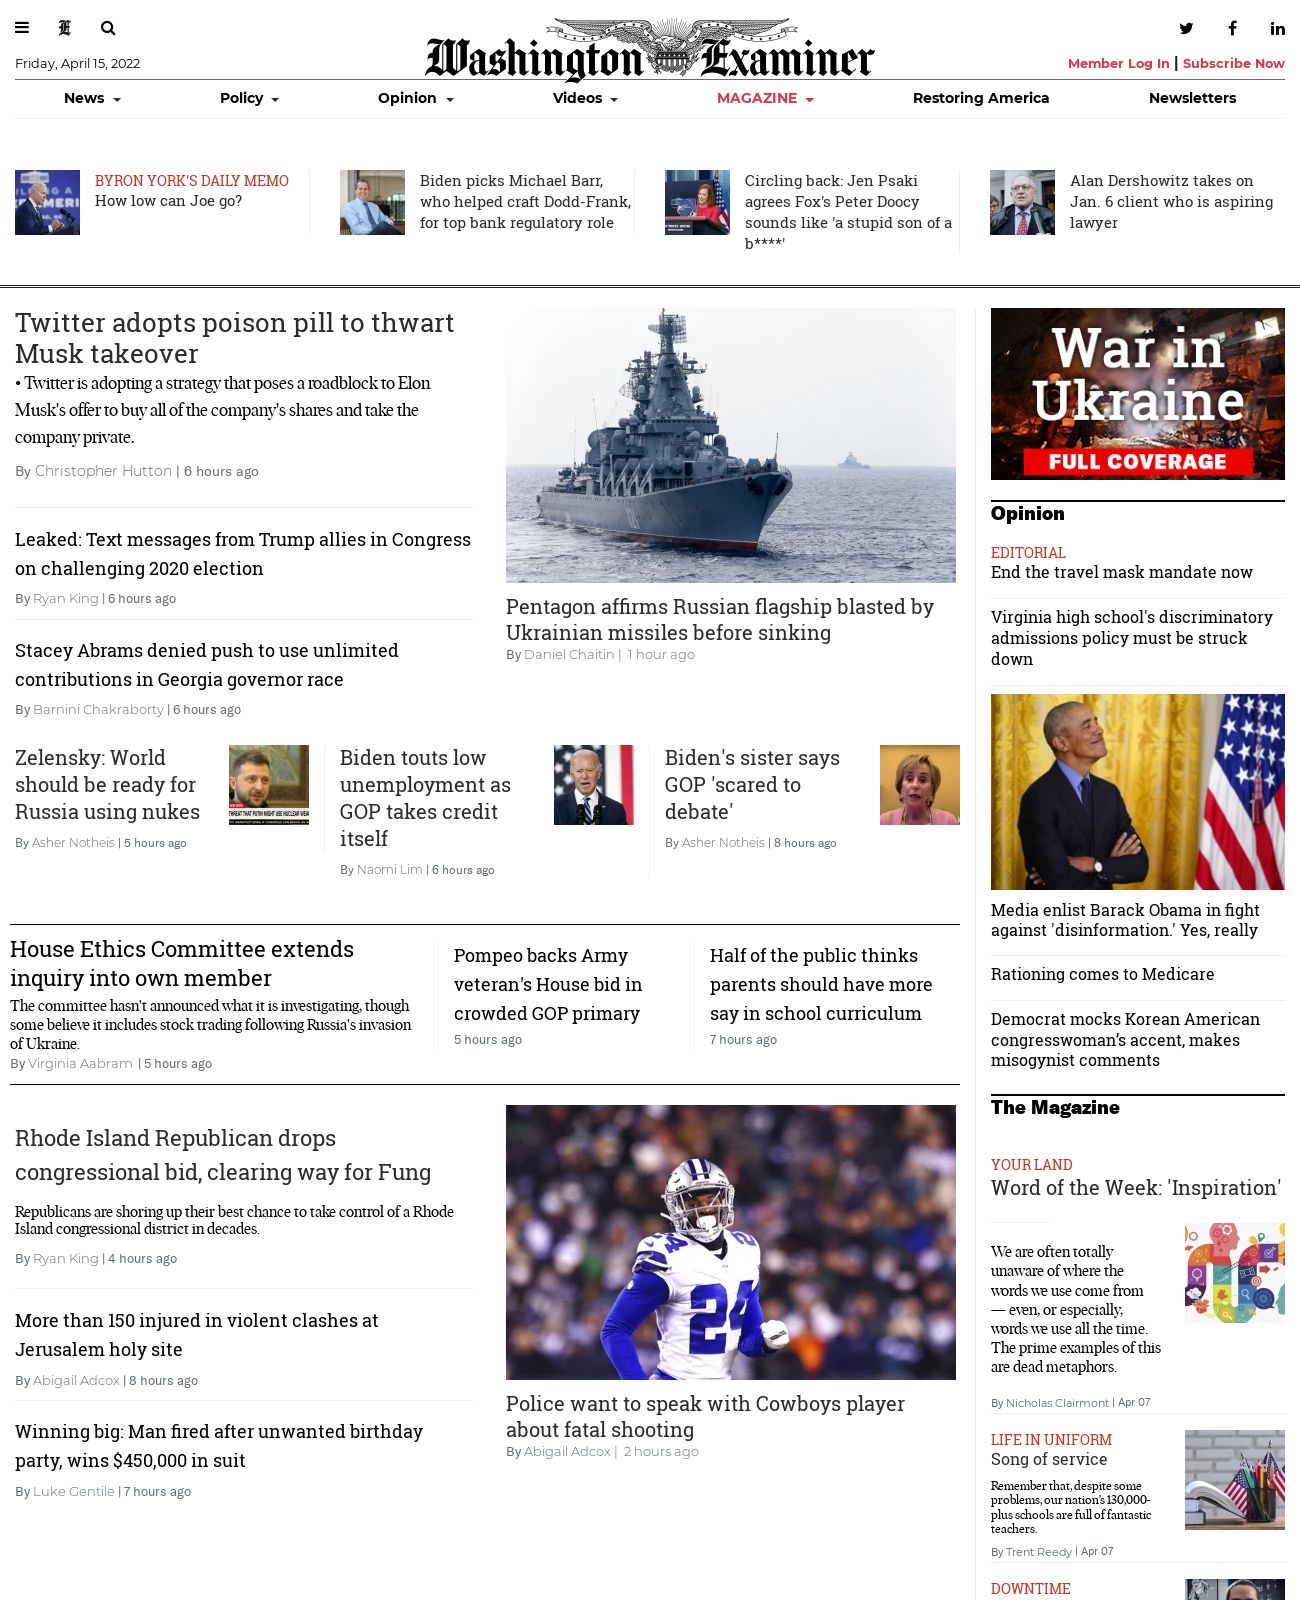 Washington Examiner
Friday, April 15, 2022
Member Log In | Subscribe Now
News
Policy
Opinion
Videos
MAGAZINE
Restoring America
Newsletters
BYRON YORK'S DAILY MEMO
How low can Joe go?
Biden picks Michael Barr,
who helped craft Dodd-Frank,
for top bank regulatory role
Circling back: Jen Psaki
agrees Fox's Peter Doocy
sounds like 'a stupid son of a
b****'
Alan Dershowitz takes on
Jan. 6 client who is aspiring
lawyer
Twitter adopts poison pill to thwart
Musk takeover
• Twitter is adopting a strategy that poses a roadblock to Elon
Musk's offer to buy all of the company's shares and take the
company private.
By Christopher Hutton | 6 hours ago
Leaked: Text messages from Trump allies in Congress
on challenging 2020 election
By Ryan King | 6 hours ago
Stacey Abrams denied push to use unlimited
contributions in Georgia governor race
By Barnini Chakraborty | 6 hours ago
Pentagon affirms Russian flagship blasted by
Ukrainian missiles before sinking
By Daniel Chaitin | 1 hour ago
Zelensky: World
should be ready for
Russia using nukes
By Asher Notheis | 5 hours ago
NEWS
THREAT THAT PUTIN MIGHT USE NUCLEAR WEA
Biden touts low
unemployment as
GOP takes credit
itself
By Naomi Lim | 6 hours ago
Biden's sister says
GOP 'scared to
debate'
By Asher Notheis | 8 hours ago
House Ethics Committee extends
inquiry into own member
The committee hasn't announced what it is investigating, though
some believe it includes stock trading following Russia's invasion
of Ukraine.
By Virginia Aabram | 5 hours ago
Pompeo backs Army
veteran's House bid in
crowded GOP primary
5 hours ago
Half of the public thinks
parents should have more
say in school curriculum
7 hours ago
Rhode Island Republican drops
congressional bid, clearing way for Fung
Republicans are shoring up their best chance to take control of a Rhode
Island congressional district in decades.
By Ryan King | 4 hours ago
More than 150 injured in violent clashes at
Jerusalem holy site
By Abigail Adcox | 8 hours ago
Winning big: Man fired after unwanted birthday
party, wins $450,000 in suit
By Luke Gentile | 7 hours ago
24
Police want to speak with Cowboys player
about fatal shooting
By Abigail Adcox | 2 hours ago
War in
Ukraine
FULL COVERAGE
Opinion
EDITORIAL
End the travel mask mandate now
Virginia high school's discriminatory
admissions policy must be struck
down
Media enlist Barack Obama in fight
against 'disinformation.' Yes, really
Rationing comes to Medicare
Democrat mocks Korean American
congresswoman’s accent, makes
misogynist comments
The Magazine
YOUR LAND
Word of the Week: 'Inspiration'
We are often totally
unaware of where the
words we use come from
— even, or especially,
words we use all the time.
The prime examples of this
are dead metaphors.
By Nicholas Clairmont | Apr 07
LIFE IN UNIFORM
Song of service
Remember that, despite some
problems, our nation’s 130,000-
plus schools are full of fantastic
teachers.
By Trent Reedy | Apr 07
DOWNTIME